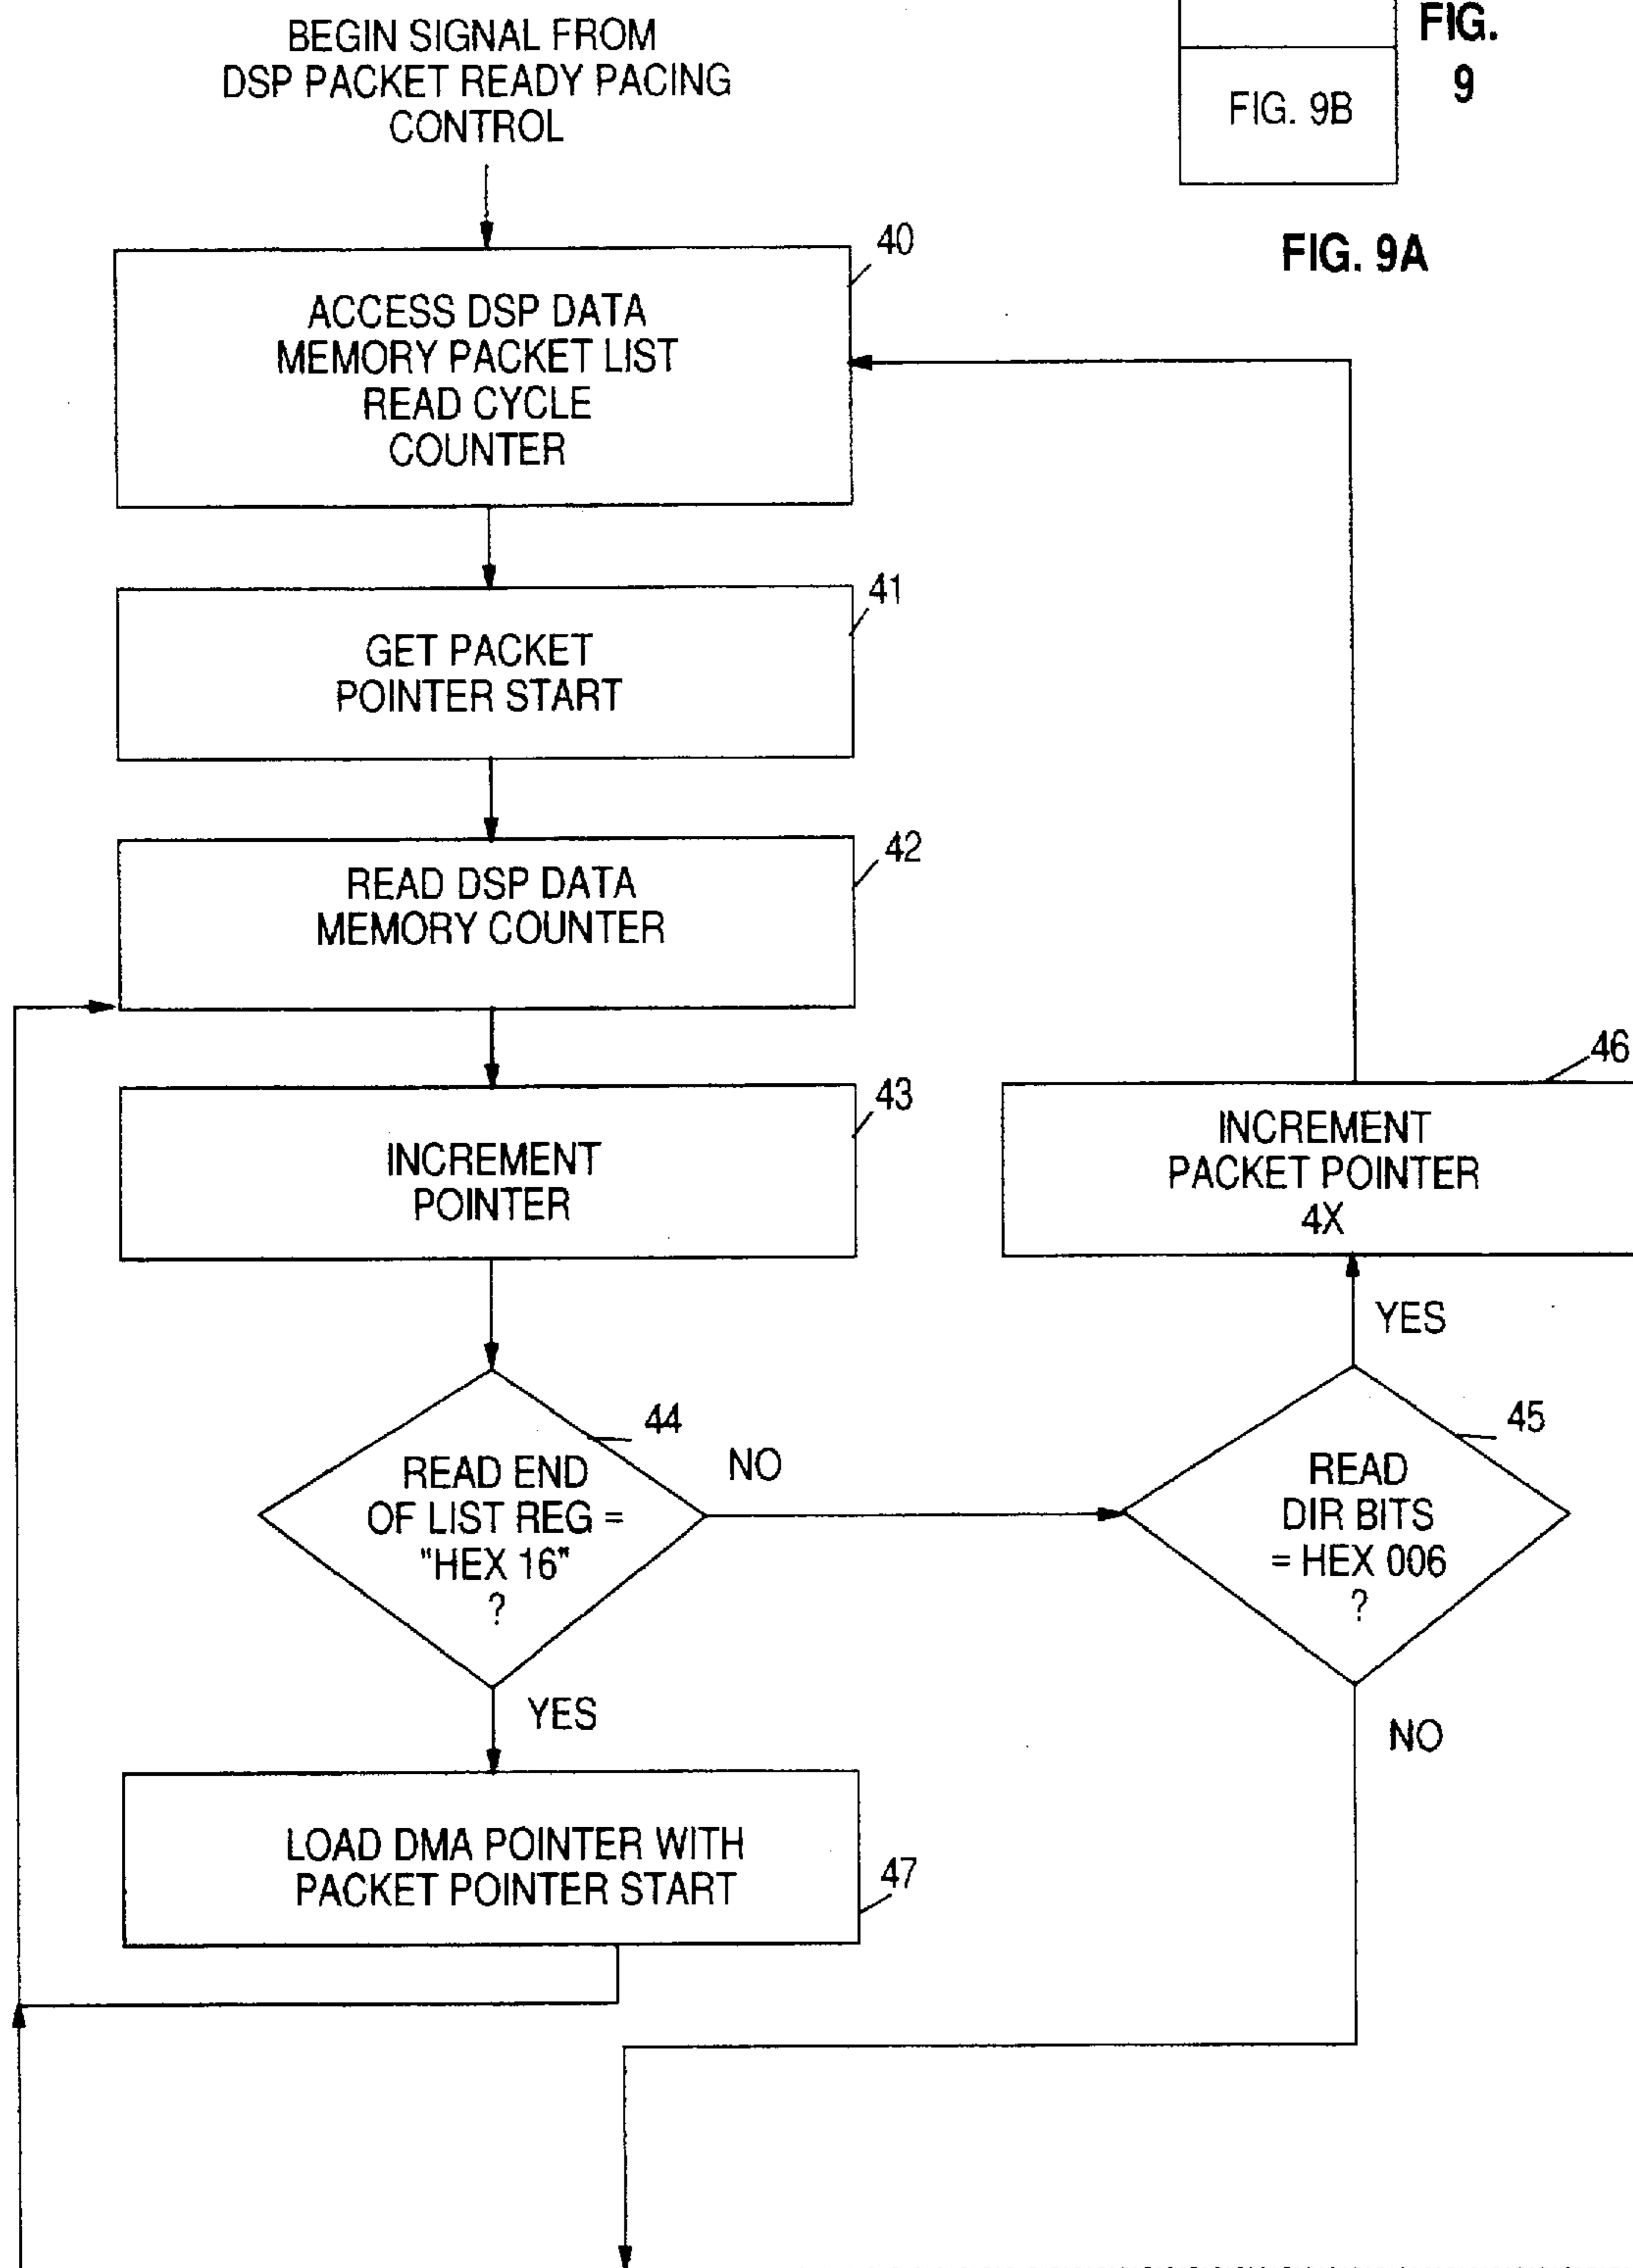 BEGIN SIGNAL FROM
DSP PACKET READY PACING
CONTROL
FIG.
9
FIG. 9B
FIG. 9A
40
ACCESS DSP DATA
MEMORY PACKET LIST
READ CYCLE
COUNTER
41
GET PACKET
POINTER START
42
READ DSP DATA
MEMORY COUNTER
43
INCREMENT
POINTER
46
INCREMENT
PACKET POINTER
4X
YES
44
READ END
OF LIST REG =
"HEX 16"
?
NO
45
READ
DIR BITS
= HEX 006
?
YES
NO
LOAD DMA POINTER WITH
PACKET POINTER START
47